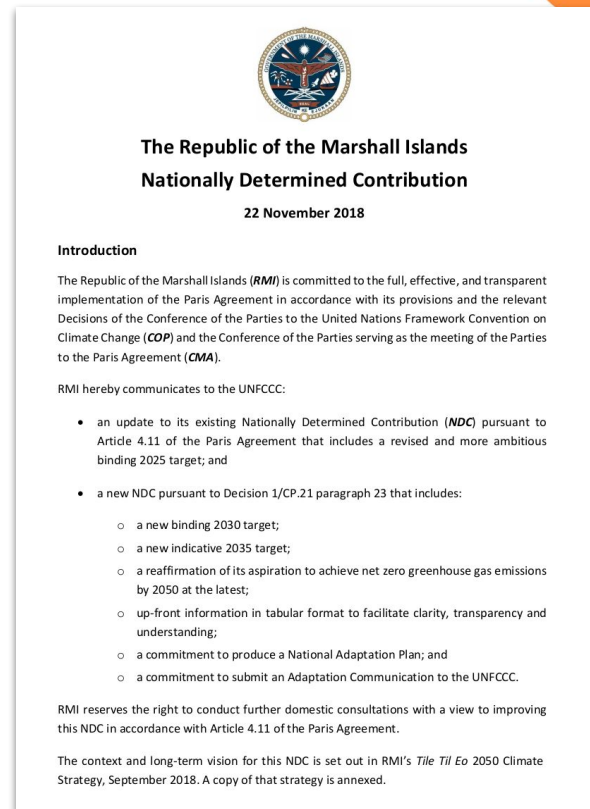 The Republic of the Marshall Islands
Nationally Determined Contribution
22 November 2018
Introduction
The Republic of the Marshall Islands (RMI) is committed to the full, effective, and transparent
implementation of the Paris Agreement in accordance with its provisions and the relevant
Decisions of the Conference of the Parties to the United Nations Framework Convention on
Climate Change (COP) and the Conference of the Parties serving as the meeting of the Parties
to the Paris Agreement (CMA).
RMI hereby communicates to the UNFCCC:
• an update to its existing Nationally Determined Contribution (NDC) pursuant to
Article 4.11 of the Paris Agreement that includes a revised and more ambitious
binding 2025 target; and
• a new NDC pursuant to Decision 1/CP.21 paragraph 23 that includes:
o a new binding 2030 target;
o a new indicative 2035 target;
o a reaffirmation of its aspiration to achieve net zero greenhouse gas emissions
by 2050 at the latest;
o up-front information in tabular format to facilitate clarity, transparency and
understanding;
o a commitment to produce a National Adaptation Plan; and
o a commitment to submit an Adaptation Communication to the UNFCCC.
RMI reserves the right to conduct further domestic consultations with a view to improving
this NDC in accordance with Article 4.11 of the Paris Agreement.
The context and long-term vision for this NDC is set out in RMI's Tile Til Eo 2050 Climate
Strategy, September 2018. A copy of that strategy is annexed.